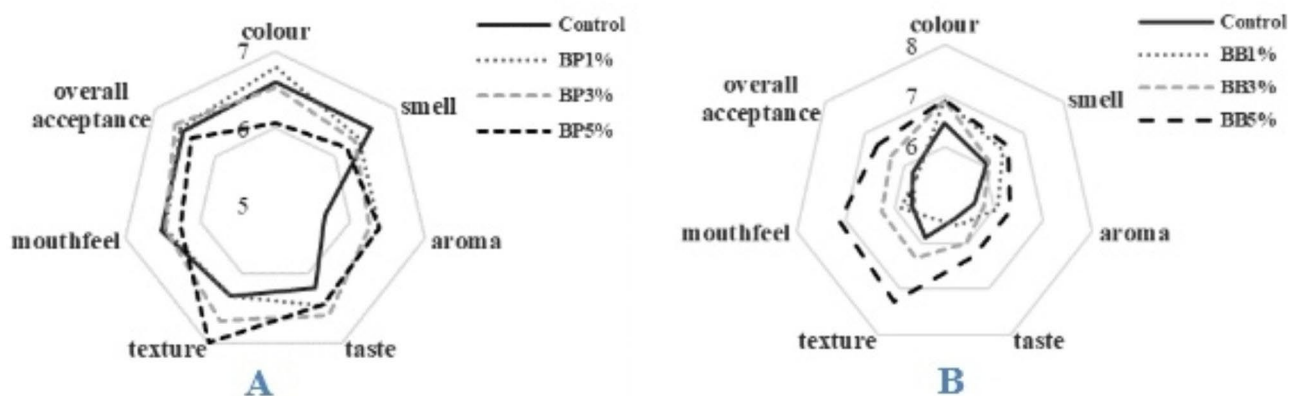 colour
7
overall
acceptance
smell
6
5
mouthfeel
aroma
texture
taste
A
Control
BP1%
BP3%
BP5%
colour
8
overall
acceptance
7
smell
6
mouthfeel
aroma
texture
taste
B
Control
BB1%
BB3%
BB5%